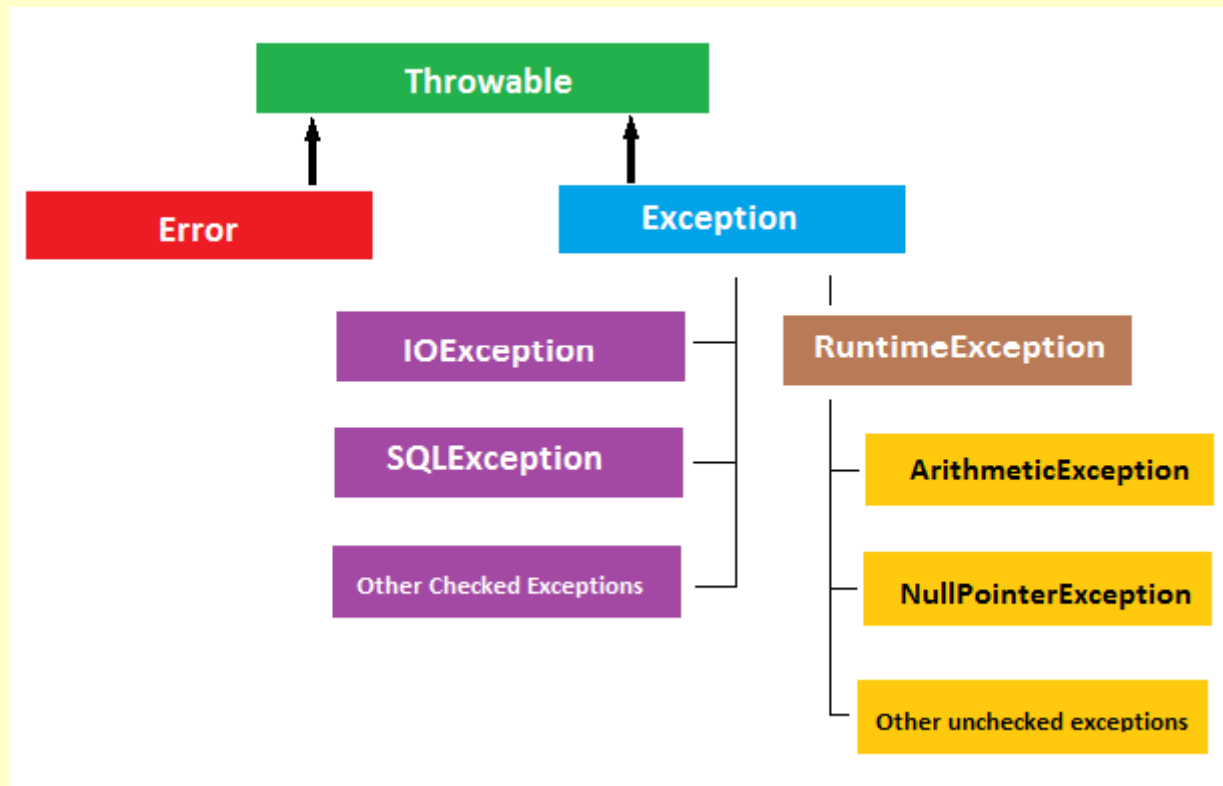 Throwable
Error
Exception
IOException
RuntimeException
SQLException
ArithmeticException
Other Checked Exceptions
NullPointerException
Other unchecked exceptions